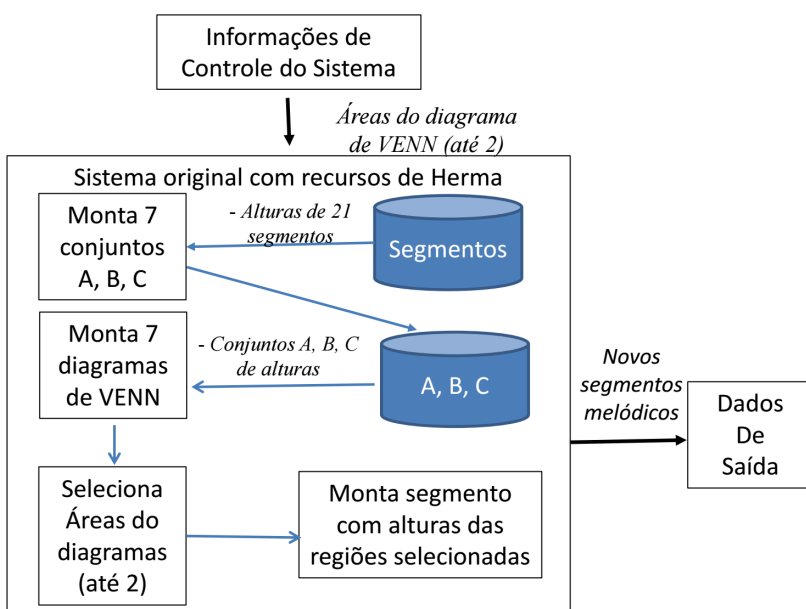 Informações de
Controle do Sistema
Áreas do diagrama
de VENN (até 2)
Sistema original com recursos de Herma
Monta 7
conjuntos
A, B, C
- Alturas de 21
segmentos
Segmentos
Monta 7
diagramas
de VENN
- Conjuntos A, B, C
de alturas
A, B, C
Novos
segmentos
melódicos
Dados
De
Saída
Seleciona
Áreas do
diagramas
(até 2)
Monta segmento
com alturas das
regiões selecionadas